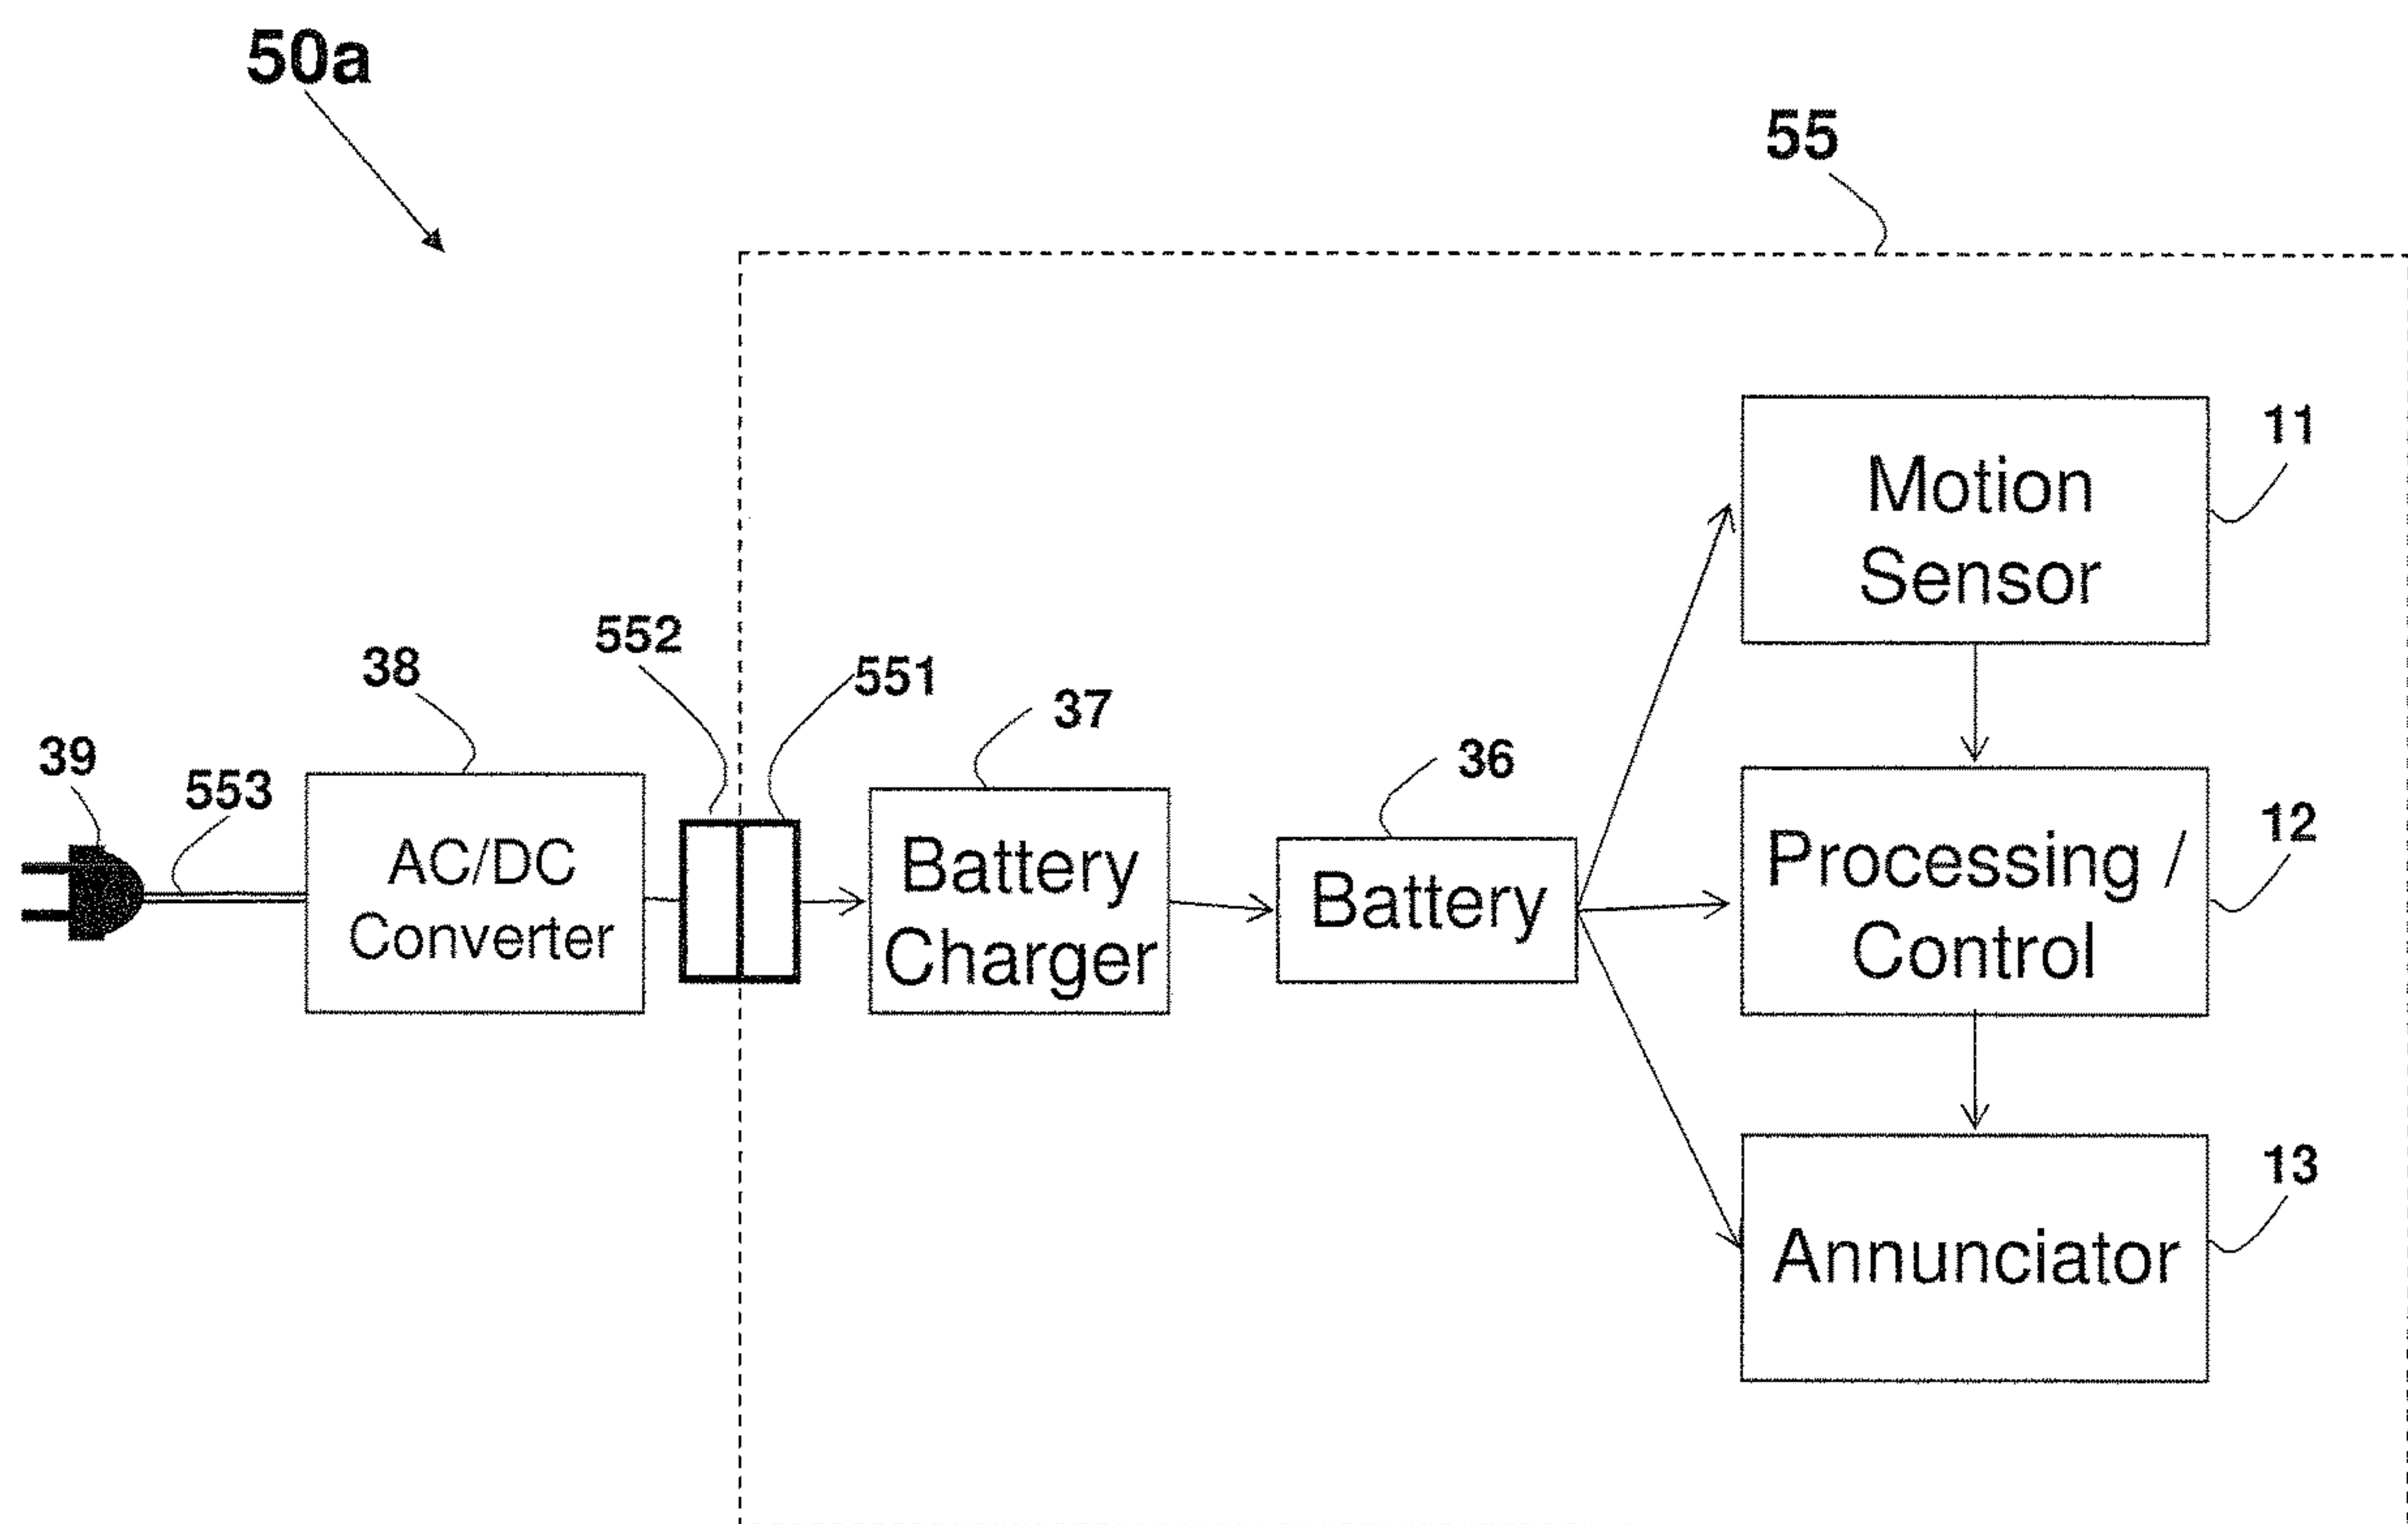 50a
55
11
Motion
Sensor
552
38
551
37
39
553
36
AC/DC
Converter
Battery
Charger
Battery
12
Processing /
Control
13
Annunciator